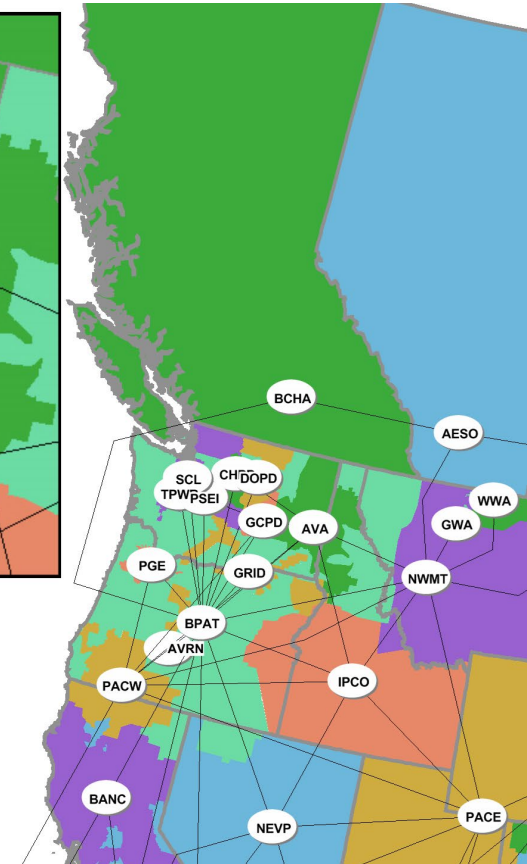 BCHA
AESO
SCL
DOPD
WWA
TPWR
PSEI
GCPD
AVA
GWA
PGE
GRID
NWMT
BPAT
AVRN
PACW
IPCO
BANC
PACE
NEVP